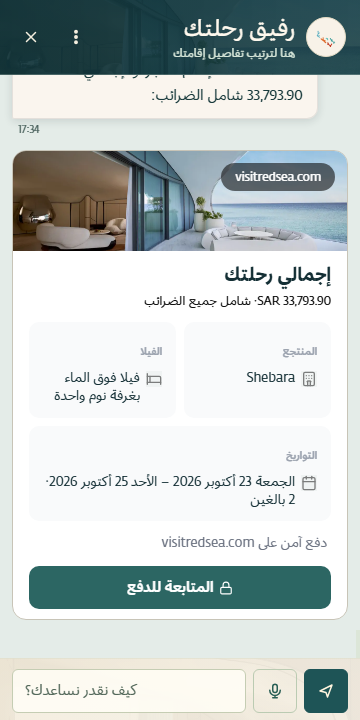 رفيق رحلتك
هنا لترتيب تفاصيل إقامتك
33,793.90 شامل الضرائب:
17:34
visitredsea.com
إجمالي رحلتك
SAR 33,793.90· شامل جميع الضرائب
المنتجع
Shebara
الفيلا
فيلا فوق الماء
بغرفة نوم واحدة
التواريخ
الجمعة 23 أكتوبر 2026 – الأحد 25 أكتوبر 2026·
2 بالغين
دفع آمن على visitredsea.com
المتابعة للدفع
كيف نقدر نساعدك؟